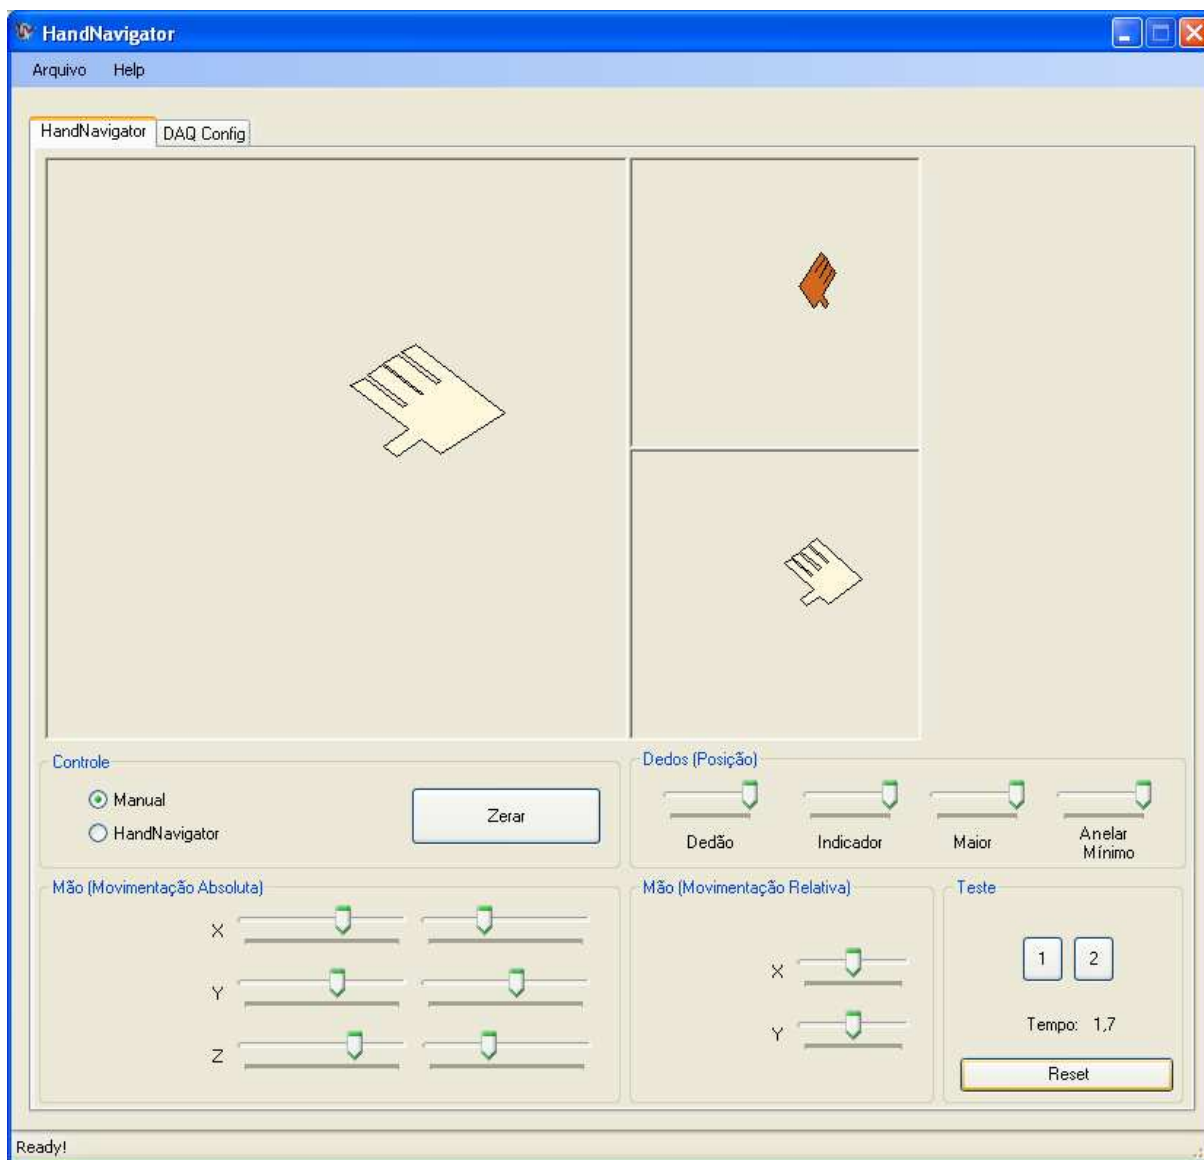 HandNavigator
Arquivo Help
HandNavigator DAQ Config
Controle
Manual
HandNavigator
Zerar
Dedos (Posição)
Dedão
Indicador
Maior
Anelar
Mínimo
Mão (Movimentação Absoluta)
X
Y
Z
Mão (Movimentação Relativa)
X
Y
Teste
1 2
Tempo: 1,7
Reset
Ready!